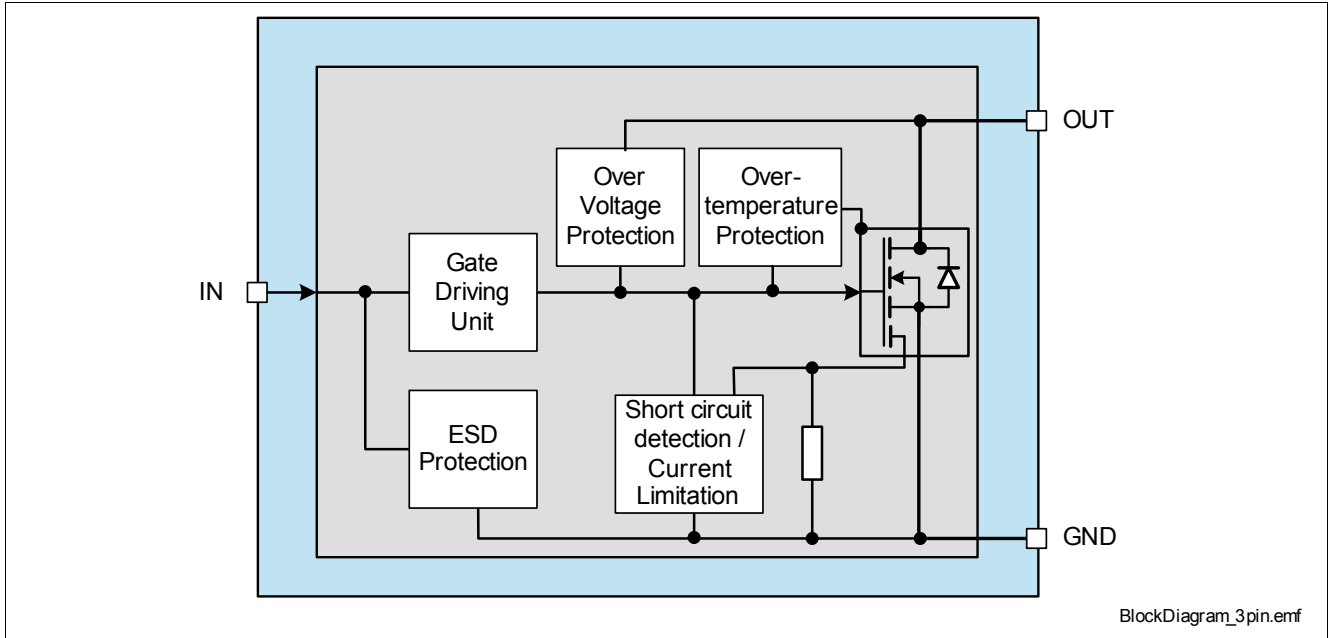 OUT
Over
Voltage
Protection
Over-
temperature
Protection
IN
Gate
Driving
Unit
ESD
Protection
Short circuit
detection /
Current
Limitation
GND
BlockDiagram_3pin.emf